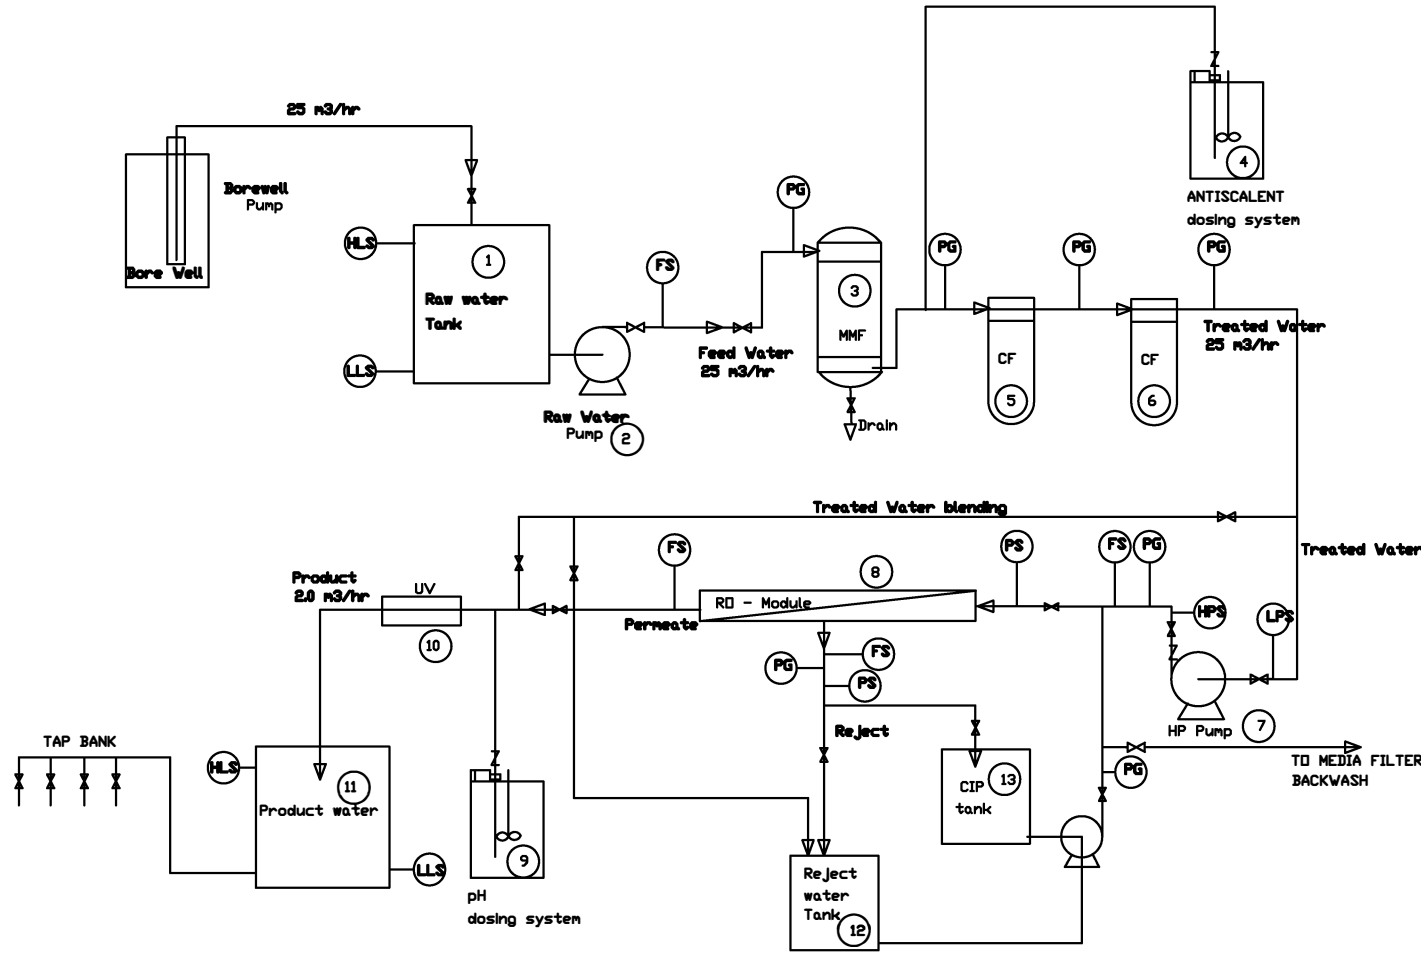 25 m3/hr
Borewell
Pump
Bore Well
HLS
1
Raw water
Tank
LLS
FS
PG
Raw Water
Pump
2
Feed Water
25 m3/hr
3
MMF
Drain
4
ANTISCALENT
dosing system
PG
PG
PG
CF
5
CF
6
Treated Water
25 m3/hr
Treated Water blending
Treated Water
Product
2.0 m3/hr
UV
10
FS
Permeate
RO - Module
8
PS
FS
PG
HPS
LPS
PG
FS
PS
Reject
HP Pump
7
TAP BANK
HLS
11
Product water
LLS
9
pH
dosing system
CIP
tank
13
PG
TO MEDIA FILTER
BACKWASH
Reject
water
Tank
12